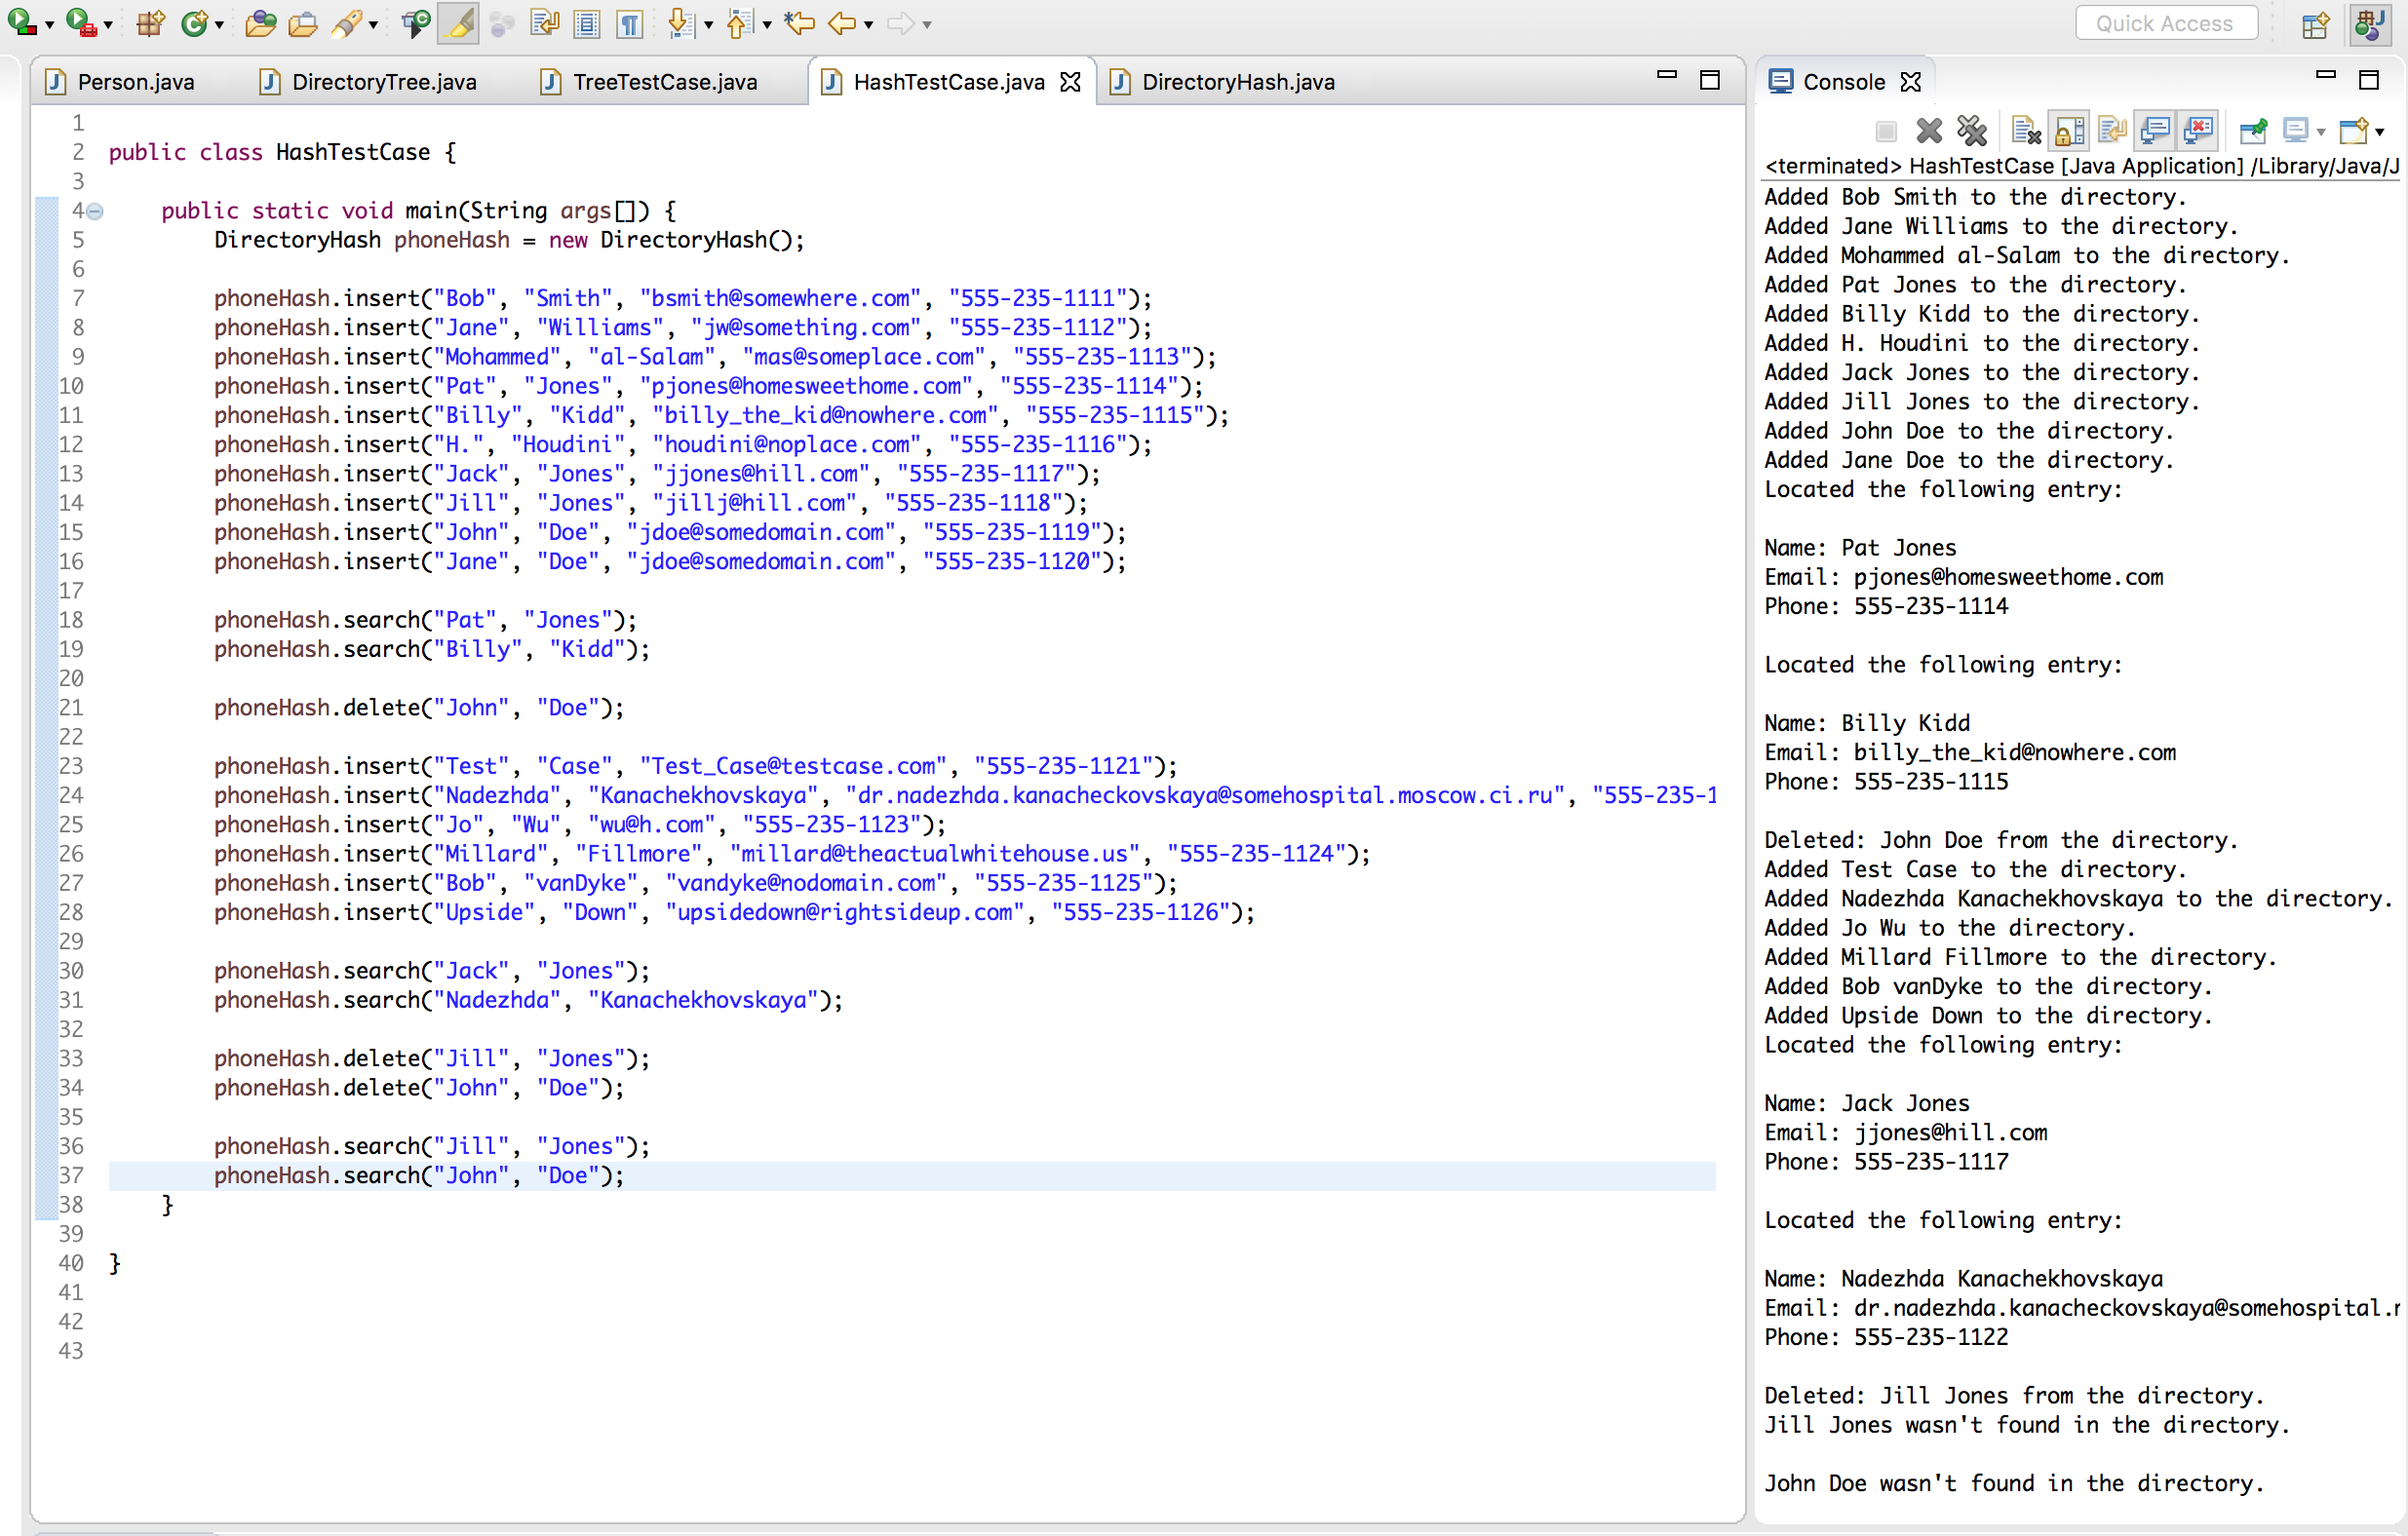 Quick Access
Person.java
DirectoryTree.java
TreeTestCase.java
HashTestCase.java
DirectoryHash.java
1
2 public class HashTestCase {
3
4 public static void main(String args[]) {
5 DirectoryHash phoneHash = new DirectoryHash();
6
7 phoneHash.insert("Bob", "Smith", "bsmith@somewhere.com", "555-235-1111");
8 phoneHash.insert("Jane", "Williams", "jw@something.com", "555-235-1112");
9 phoneHash.insert("Mohammed", "al-Salam", "mas@someplace.com", "555-235-1113");
10 phoneHash.insert("Pat", "Jones", "pjones@homesweethome.com", "555-235-1114");
11 phoneHash.insert("Billy", "Kidd", "billy_the_kid@nowhere.com", "555-235-1115");
12 phoneHash.insert("H.", "Houdini", "houdini@noplace.com", "555-235-1116");
13 phoneHash.insert("Jack", "Jones", "jjones@hill.com", "555-235-1117");
14 phoneHash.insert("Jill", "Jones", "jillj@hill.com", "555-235-1118");
15 phoneHash.insert("John", "Doe", "jdoe@somedomain.com", "555-235-1119");
16 phoneHash.insert("Jane", "Doe", "jdoe@somedomain.com", "555-235-1120");
17
18 phoneHash.search("Pat", "Jones");
19 phoneHash.search("Billy", "Kidd");
20
21 phoneHash.delete("John", "Doe");
22
23 phoneHash.insert("Test", "Case", "Test_Case@testcase.com", "555-235-1121");
24 phoneHash.insert("Nadezhda", "Kanachekhovskaya", "dr.nadezhda.kanacheckovskaya@somehospital.moscow.ci.ru", "555-235-1
25 phoneHash.insert("Jo", "Wu", "wu@h.com", "555-235-1123");
26 phoneHash.insert("Millard", "Fillmore", "millard@theactualwhitehouse.us", "555-235-1124");
27 phoneHash.insert("Bob", "vanDyke", "vandyke@nodomain.com", "555-235-1125");
28 phoneHash.insert("Upside", "Down", "upsidedown@rightsideup.com", "555-235-1126");
29
30 phoneHash.search("Jack", "Jones");
31 phoneHash.search("Nadezhda", "Kanachekhovskaya");
32
33 phoneHash.delete("Jill", "Jones");
34 phoneHash.delete("John", "Doe");
35
36 phoneHash.search("Jill", "Jones");
37 phoneHash.search("John", "Doe");
38 }
39
40 }
41
42
43
Console
<terminated> HashTestCase [Java Application] /Library/Java/J
Added Bob Smith to the directory.
Added Jane Williams to the directory.
Added Mohammed al-Salam to the directory.
Added Pat Jones to the directory.
Added Billy Kidd to the directory.
Added H. Houdini to the directory.
Added Jack Jones to the directory.
Added Jill Jones to the directory.
Added John Doe to the directory.
Added Jane Doe to the directory.
Located the following entry:
Name: Pat Jones
Email: pjones@homesweethome.com
Phone: 555-235-1114
Located the following entry:
Name: Billy Kidd
Email: billy_the_kid@nowhere.com
Phone: 555-235-1115
Deleted: John Doe from the directory.
Added Test Case to the directory.
Added Nadezhda Kanachekhovskaya to the directory.
Added Jo Wu to the directory.
Added Millard Fillmore to the directory.
Added Bob vanDyke to the directory.
Added Upside Down to the directory.
Located the following entry:
Name: Jack Jones
Email: jjones@hill.com
Phone: 555-235-1117
Located the following entry:
Name: Nadezhda Kanachekhovskaya
Email: dr.nadezhda.kanacheckovskaya@somehospital.
Phone: 555-235-1122
Deleted: Jill Jones from the directory.
Jill Jones wasn't found in the directory.
John Doe wasn't found in the directory.